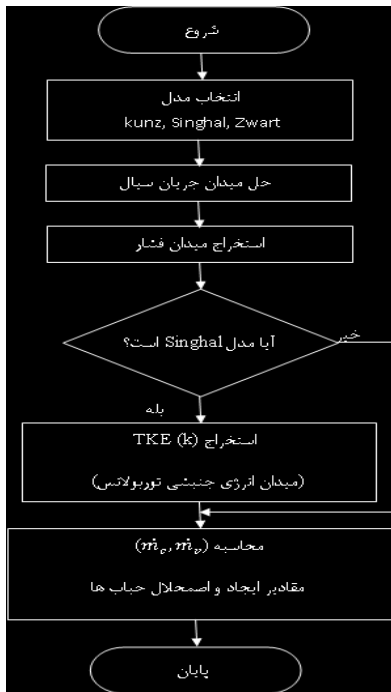 شروع
انتخاب مدل
kunz, Singhal, Zwart
حل میدان جریان سیال
استخراج میدان فشار
آیا مدل Singhal است؟
خیر
بله
استخراج TKE (k)
(میدان انرژی جنبشی توربولانس)
محاسبه (ṁc, ṁv)
مقادیر ایجاد و اضمحلال حباب ها
پایان